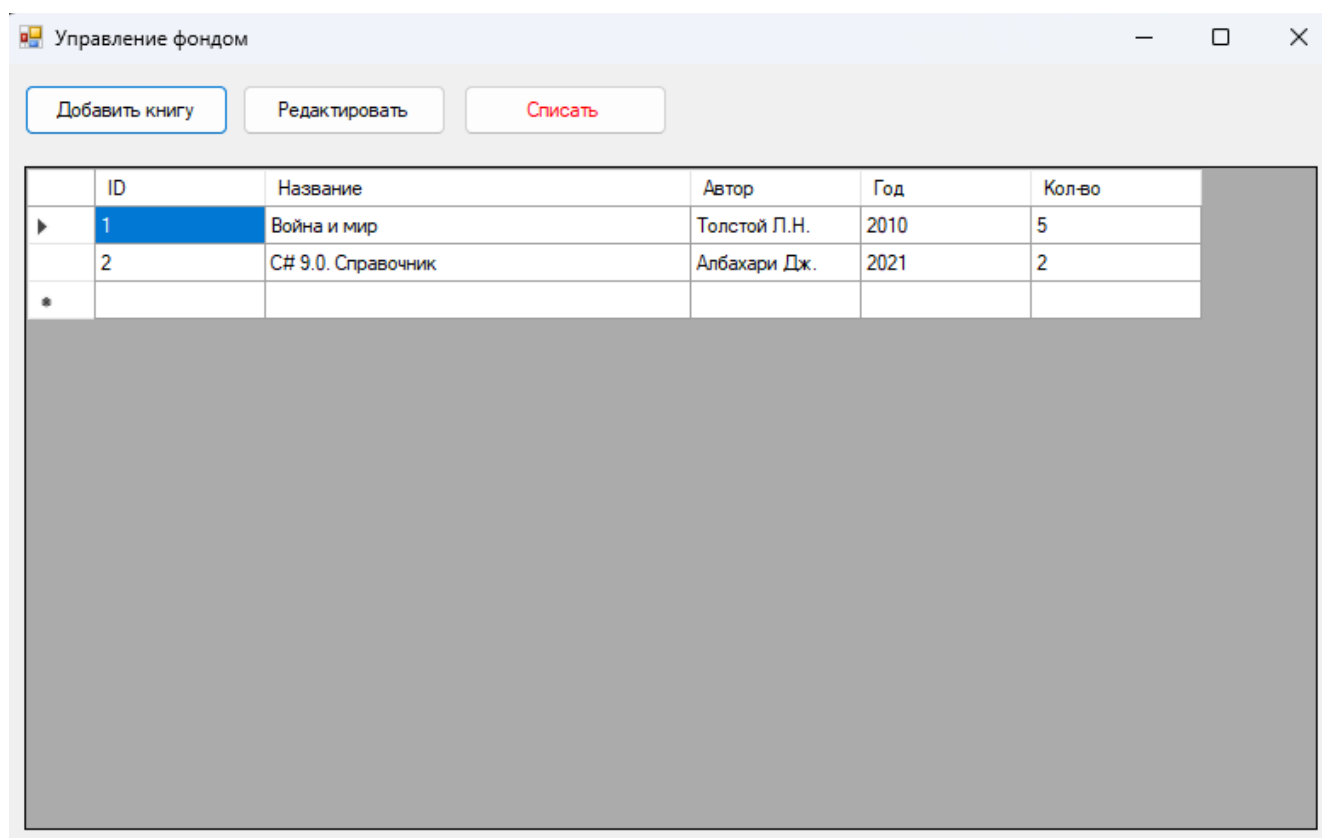 Управление фондом
Добавить книгу Редактировать Списать
ID Название Автор Год Кол-во
1 Война и мир Толстой Л.Н. 2010 5
2 C# 9.0. Справочник Албахари Дж. 2021 2